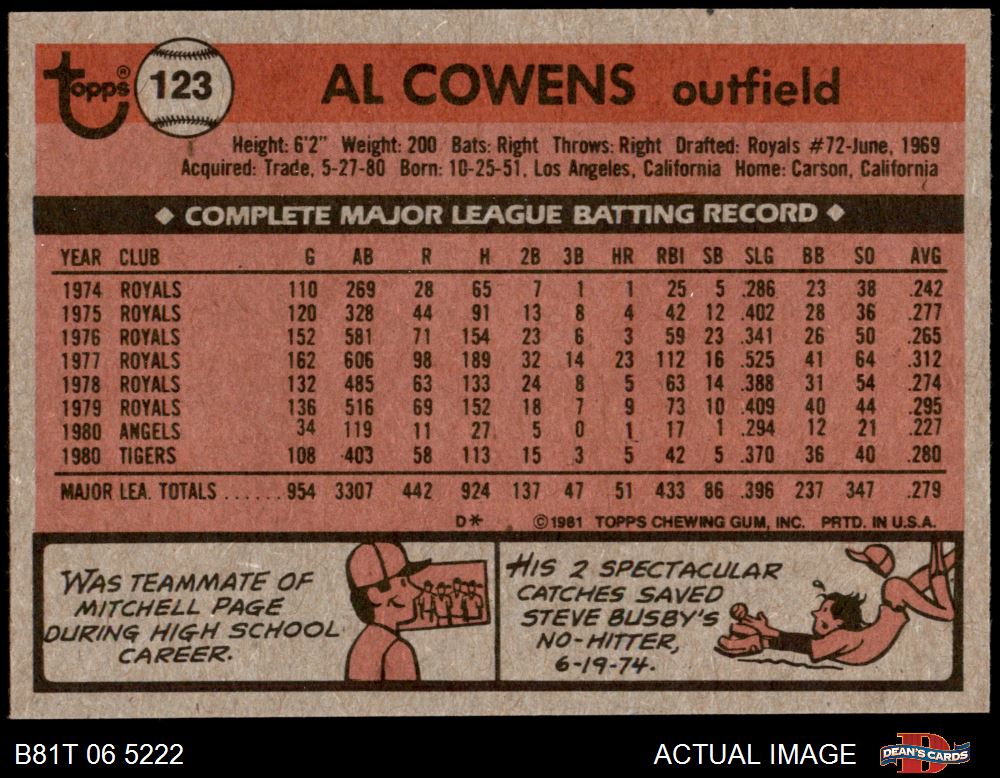 topps® 123 AL COWENS outfield
Height: 6'2" Weight: 200 Bats: Right Throws: Right Drafted: Royals #72-June, 1969
Acquired: Trade, 5-27-80 Born: 10-25-51, Los Angeles, California Home: Carson, California
◆ COMPLETE MAJOR LEAGUE BATTING RECORD ◆
YEAR CLUB G AB R H 2B 3B HR RBI SB SLG BB SO AVG
1974 ROYALS 110 269 28 65 7 1 1 25 5 .286 23 38 .242
1975 ROYALS 120 328 44 91 13 8 4 42 12 .402 28 36 .277
1976 ROYALS 152 581 71 154 23 6 3 59 23 .341 26 50 .265
1977 ROYALS 162 606 98 189 32 14 23 112 16 .525 41 64 .312
1978 ROYALS 132 485 63 133 24 8 5 63 14 .388 31 54 .274
1979 ROYALS 136 516 69 152 18 7 9 73 10 .409 40 44 .295
1980 ANGELS 34 119 11 27 5 0 1 17 1 .294 12 21 .227
1980 TIGERS 108 403 58 113 15 3 5 42 5 .370 36 40 .280
MAJOR LEA. TOTALS ...... 954 3307 442 924 137 47 51 433 86 .396 237 347 .279
D* ©1981 TOPPS CHEWING GUM, INC. PRTD. IN U.S.A.
WAS TEAMMATE OF
MITCHELL PAGE
DURING HIGH SCHOOL
CAREER.
HIS 2 SPECTACULAR
CATCHES SAVED
STEVE BUSBY'S
NO-HITTER,
6-19-74.
B81T 06 5222 ACTUAL IMAGE DEAN'S CARDS